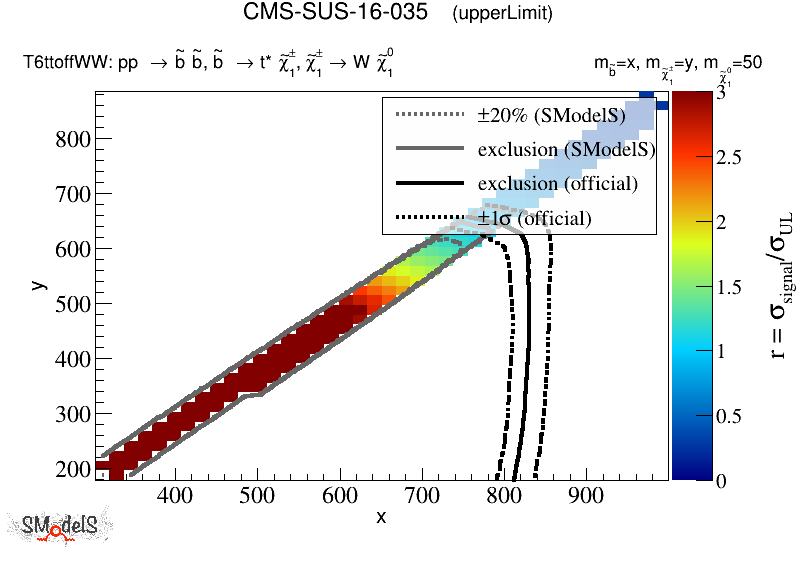 CMS-SUS-16-035 (upperLimit)
T6ttoffWW: pp → b̃ b̃, b̃ → t* χ̃₁±, χ̃₁± → W χ̃₁⁰
m_b̃=x, m_χ̃₁±=y, m_χ̃₁⁰=50
±20% (SModelS)
exclusion (SModelS)
exclusion (official)
±1σ (official)
800
700
600
500
400
300
200
y
400 500 600 700 800 900
x
3
2.5
2
1.5
1
0.5
0
r = σ_signal/σ_UL
SModelS